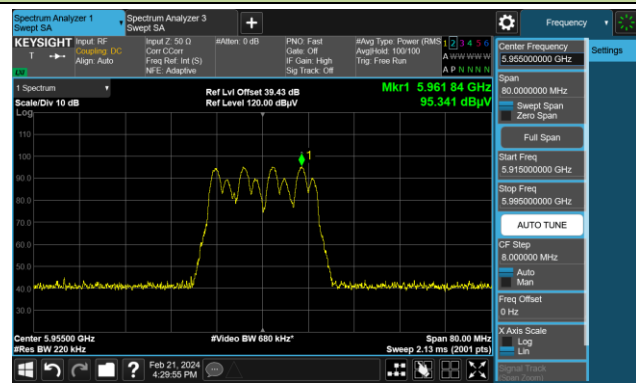 Spectrum Analyzer 1
Swept SA
Spectrum Analyzer 3
Swept SA
+
Frequency
KEYSIGHT
T
LV
Input: RF
Coupling: DC
Align: Auto
Input Z: 50 Ω
Corr CCorr
Freq Ref: Int (S)
NFE: Adaptive
#Atten: 0 dB
PNO: Fast
Gate: Off
IF Gain: High
Sig Track: Off
#Avg Type: Power (RMS
Avg|Hold: 100/100
Trig: Free Run
1 2 3 4 5 6
A W W W W W
A P N N N N
Center Frequency
5.955000000 GHz
Settings
Span
80.0000000 MHz
Swept Span
Zero Span
Full Span
Start Freq
5.915000000 GHz
Stop Freq
5.995000000 GHz
AUTO TUNE
CF Step
8.000000 MHz
Auto
Man
Freq Offset
0 Hz
X Axis Scale
Log
Lin
Signal Track
(Span Zoom)
1 Spectrum
Scale/Div 10 dB
Log
Ref Lvl Offset 39.43 dB
Ref Level 120.00 dBµV
Mkr1 5.961 84 GHz
95.341 dBµV
1
110
100
90.0
80.0
70.0
60.0
50.0
40.0
30.0
Center 5.95500 GHz
#Res BW 220 kHz
#Video BW 680 kHz*
Span 80.00 MHz
Sweep 2.13 ms (2001 pts)
?
Feb 21, 2024
4:29:55 PM